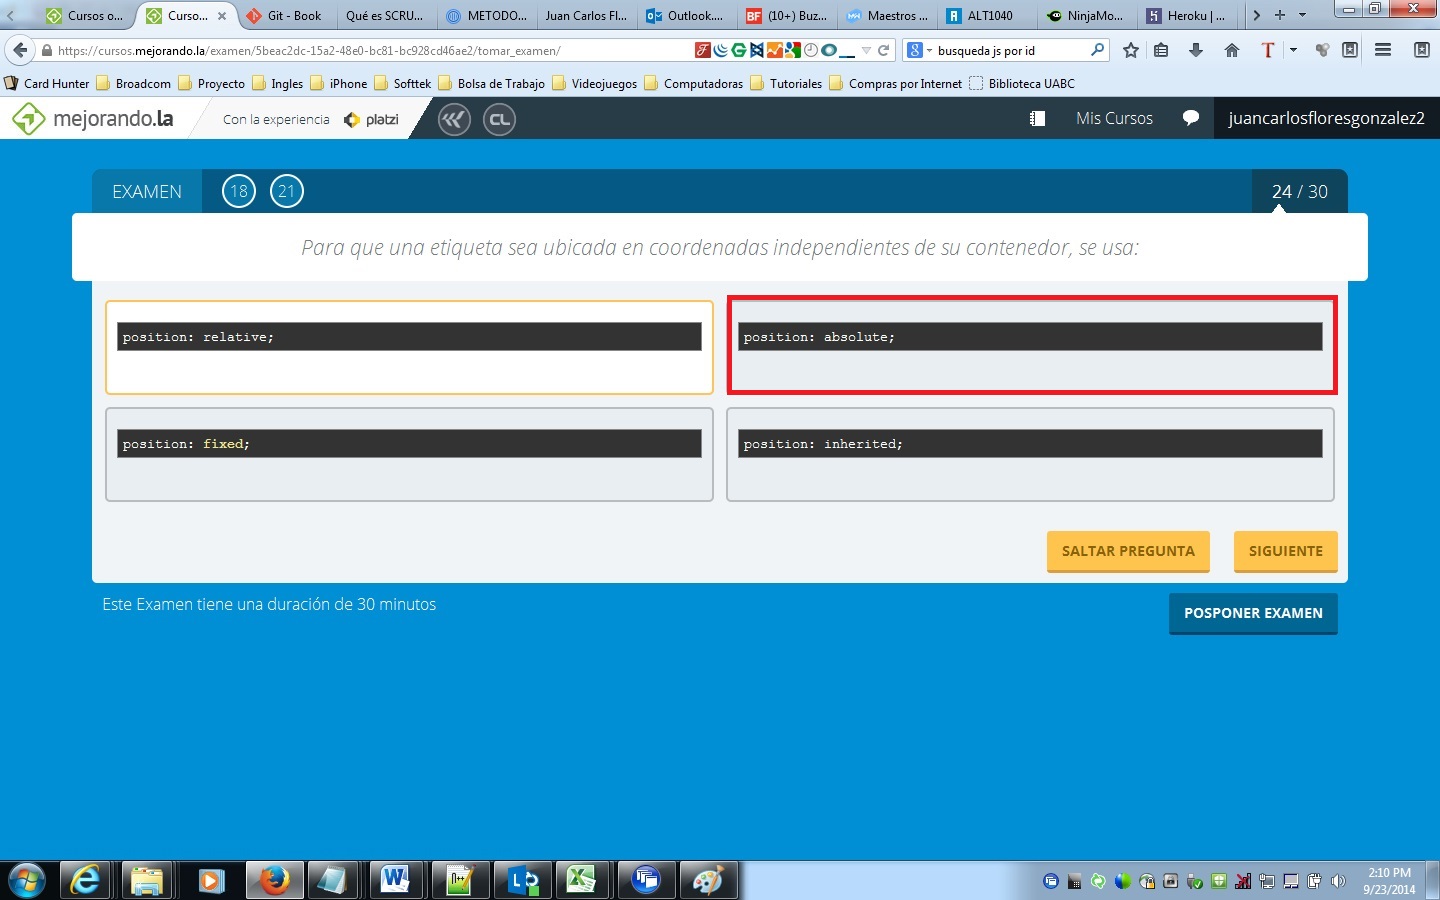 Cursos o...
Curso...
Git - Book
Qué es SCRU...
METODO...
Juan Carlos Fl...
Outlook....
BF (10+) Buz...
Maestros ...
ALT1040
NinjaMo...
Heroku | ...
https://cursos.mejorando.la/examen/5beac2dc-15a2-48e0-bc81-bc928cd46ae2/tomar_examen/
busqueda js por id
Card Hunter
Broadcom
Proyecto
Ingles
iPhone
Softtek
Bolsa de Trabajo
Videojuegos
Computadoras
Tutoriales
Compras por Internet
Biblioteca UABC
mejorando.la
Con la experiencia platzi
CL
Mis Cursos
juancarlosfloresgonzalez2
EXAMEN 18 21 24 / 30
Para que una etiqueta sea ubicada en coordenadas independientes de su contenedor, se usa:
position: relative;
position: absolute;
position: fixed;
position: inherited;
SALTAR PREGUNTA
SIGUIENTE
Este Examen tiene una duración de 30 minutos
POSPONER EXAMEN
2:10 PM
9/23/2014